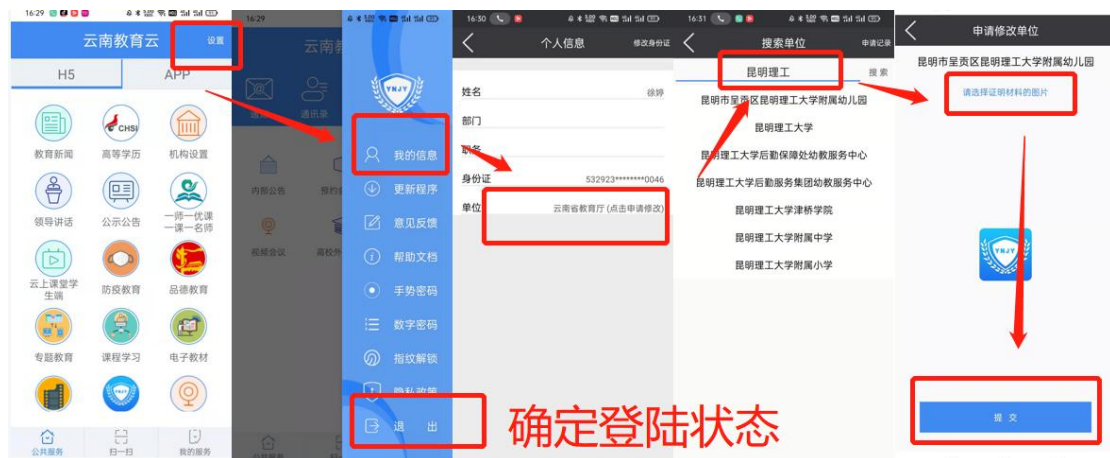 16:29
云南教育云
设置
H5
APP
CHSI
教育新闻
高等学历
机构设置
领导讲话
公示公告
一师一优课
一课一名师
云上课堂学
生端
防疫教育
品德教育
专题教育
课程学习
电子教材
YNJY
公共服务
扫一扫
我的服务
16:29
云南教
通讯录
内部公告
预约
视频会议
高校外
公共服务
YNJY
我的信息
更新程序
意见反馈
帮助文档
手势密码
数字密码
指纹解锁
隐私政策
退 出
16:30
个人信息
修改身份证
姓名
徐婷
部门
职务
身份证
532923********0046
单位
云南省教育厅(点击申请修改)
确定登陆状态
16:31
搜索单位
申请记录
昆明理工
搜索
昆明市呈贡区昆明理工大学附属幼儿园
昆明理工大学
昆明理工大学后勤保障处幼教服务中心
昆明理工大学后勤服务集团幼教服务中心
昆明理工大学津桥学院
昆明理工大学附属中学
昆明理工大学附属小学
申请修改单位
昆明市呈贡区昆明理工大学附属幼儿园
请选择证明材料的图片
YNJY
提 交